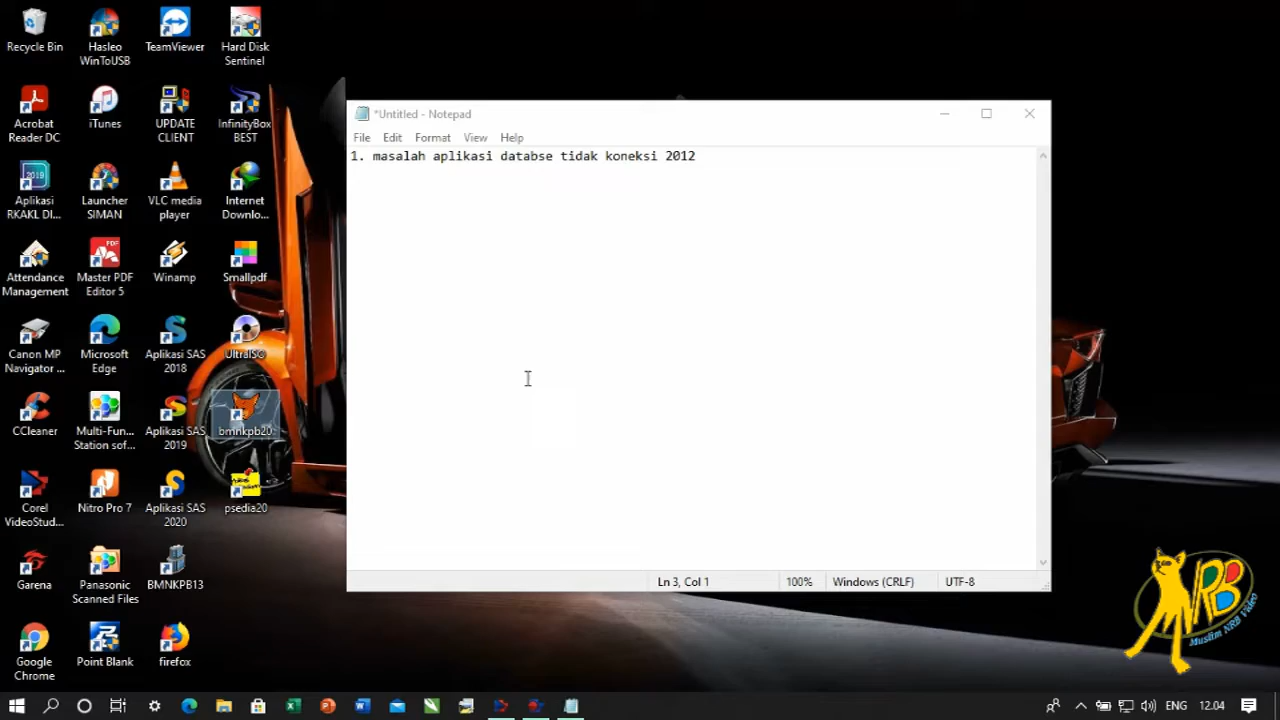 Recycle Bin
Hasleo
WinToUSB
TeamViewer
Hard Disk
Sentinel
Acrobat
Reader DC
iTunes
UPDATE
CLIENT
InfinityBox
BEST
Aplikasi
RKAKL DI...
Launcher
SIMAN
VLC media
player
Internet
Downlo...
Attendance
Management
Master PDF
Editor 5
Winamp
Smallpdf
Canon MP
Navigator ...
Microsoft
Edge
Aplikasi SAS
2018
UltraISO
CCleaner
Multi-Fun...
Station sof...
Aplikasi SAS
2019
bmnkpb20
Corel
VideoStud...
Nitro Pro 7
Aplikasi SAS
2020
psedia20
Garena
Panasonic
Scanned Files
BMNKPB13
Google
Chrome
Point Blank
firefox
*Untitled - Notepad
File Edit Format View Help
1. masalah aplikasi databse tidak koneksi 2012
Ln 3, Col 1 100% Windows (CRLF) UTF-8
NRB
Muslim NRB Video
ENG 12.04